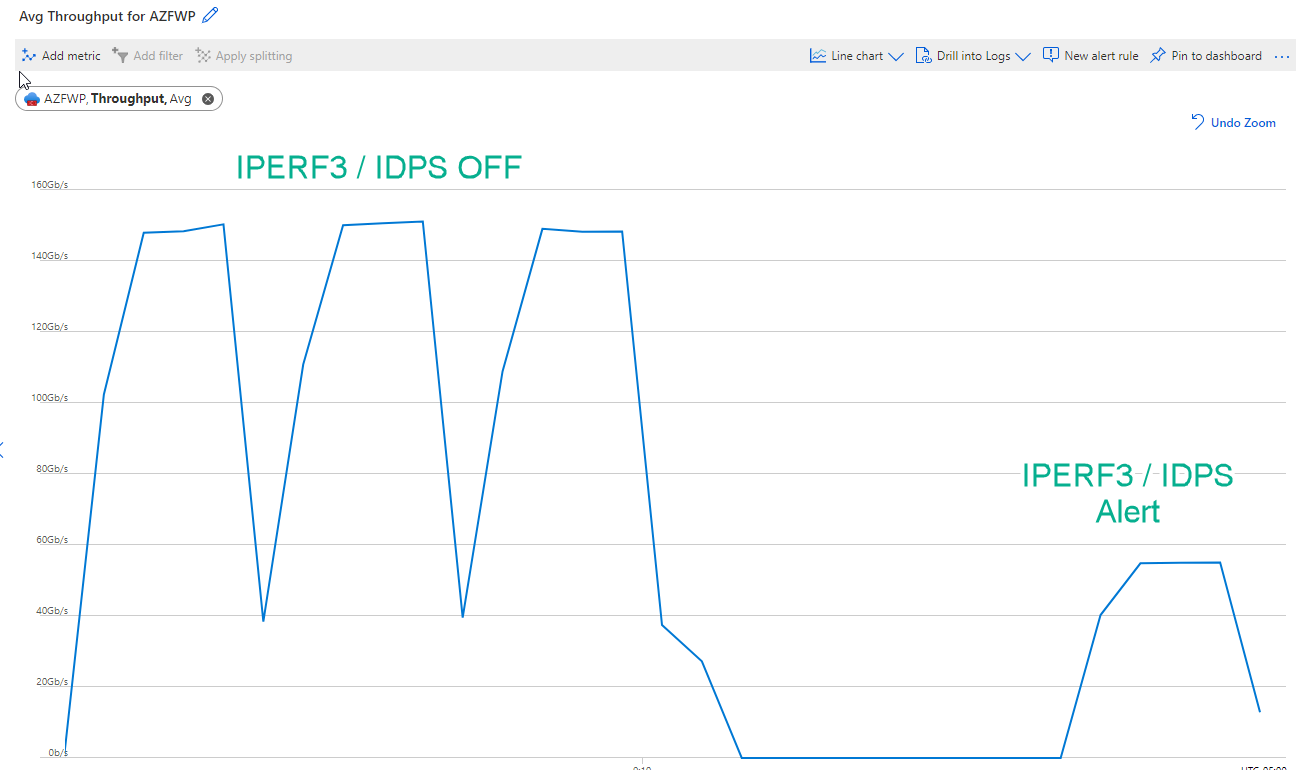 Avg Throughput for AZFWP
Add metric Add filter Apply splitting Line chart Drill into Logs New alert rule Pin to dashboard ...
AZFWP, Throughput, Avg
Undo Zoom
IPERF3 / IDPS OFF
160Gb/s
140Gb/s
120Gb/s
100Gb/s
80Gb/s
IPERF3 / IDPS
Alert
60Gb/s
40Gb/s
20Gb/s
0b/s